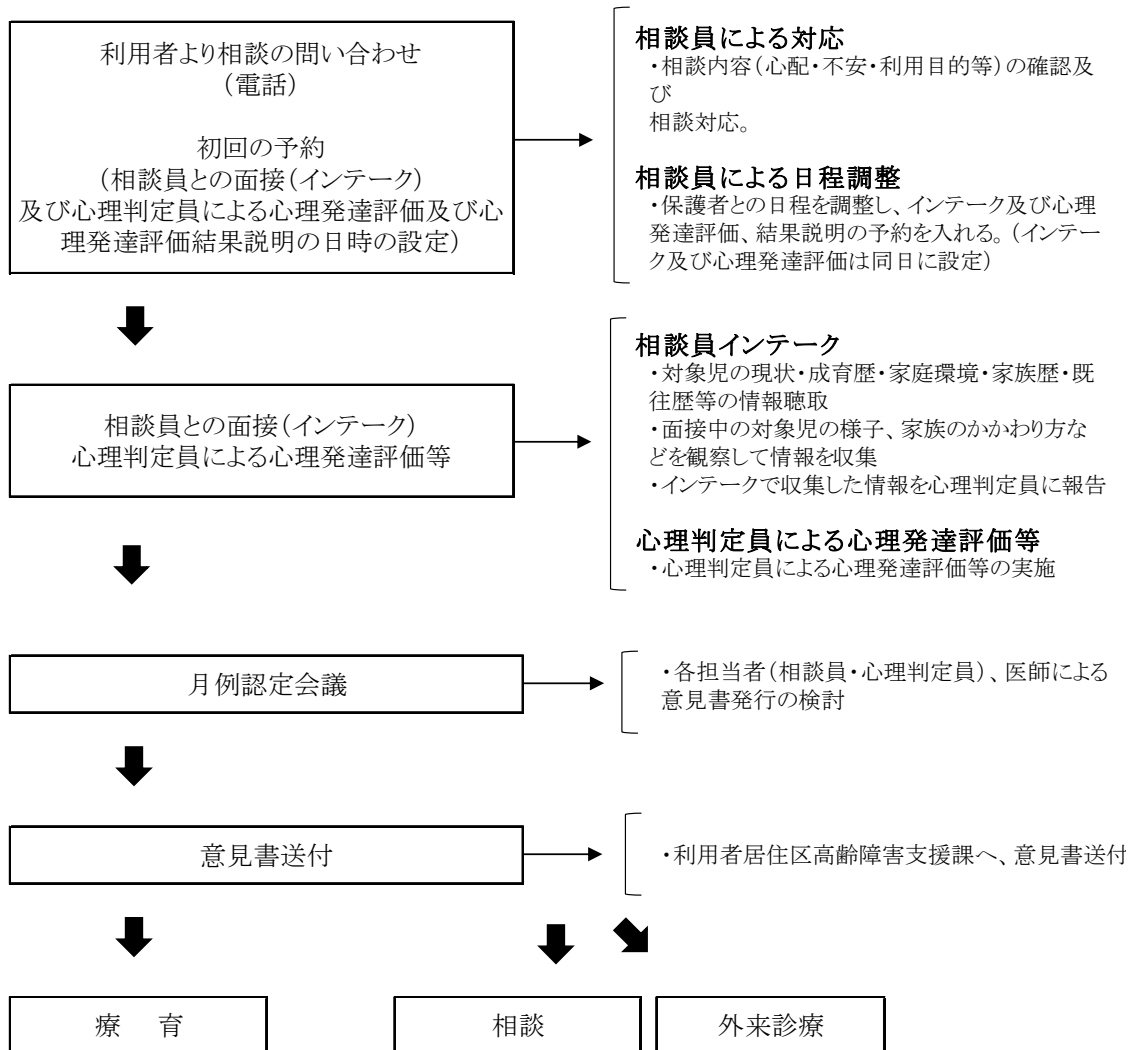 利用者より相談の問い合わせ
(電話)
初回の予約
(相談員との面接(インテーク)
及び心理判定員による心理発達評価及び心
理発達評価結果説明の日時の設定)
相談員による対応
・相談内容(心配・不安・利用目的等)の確認及
び
相談対応。
相談員による日程調整
・保護者との日程を調整し、インテーク及び心理
発達評価、結果説明の予約を入れる。(インテー
ク及び心理発達評価は同日に設定)
相談員との面接(インテーク)
心理判定員による心理発達評価等
相談員インテーク
・対象児の現状・成育歴・家庭環境・家族歴・既
往歴等の情報聴取
・面接中の対象児の様子、家族のかかわり方な
どを観察して情報を収集
・インテークで収集した情報を心理判定員に報告
心理判定員による心理発達評価等
・心理判定員による心理発達評価等の実施
月例認定会議
・各担当者(相談員・心理判定員)、医師による
意見書発行の検討
意見書送付
・利用者居住区高齢障害支援課へ、意見書送付
療 育
相談
外来診療